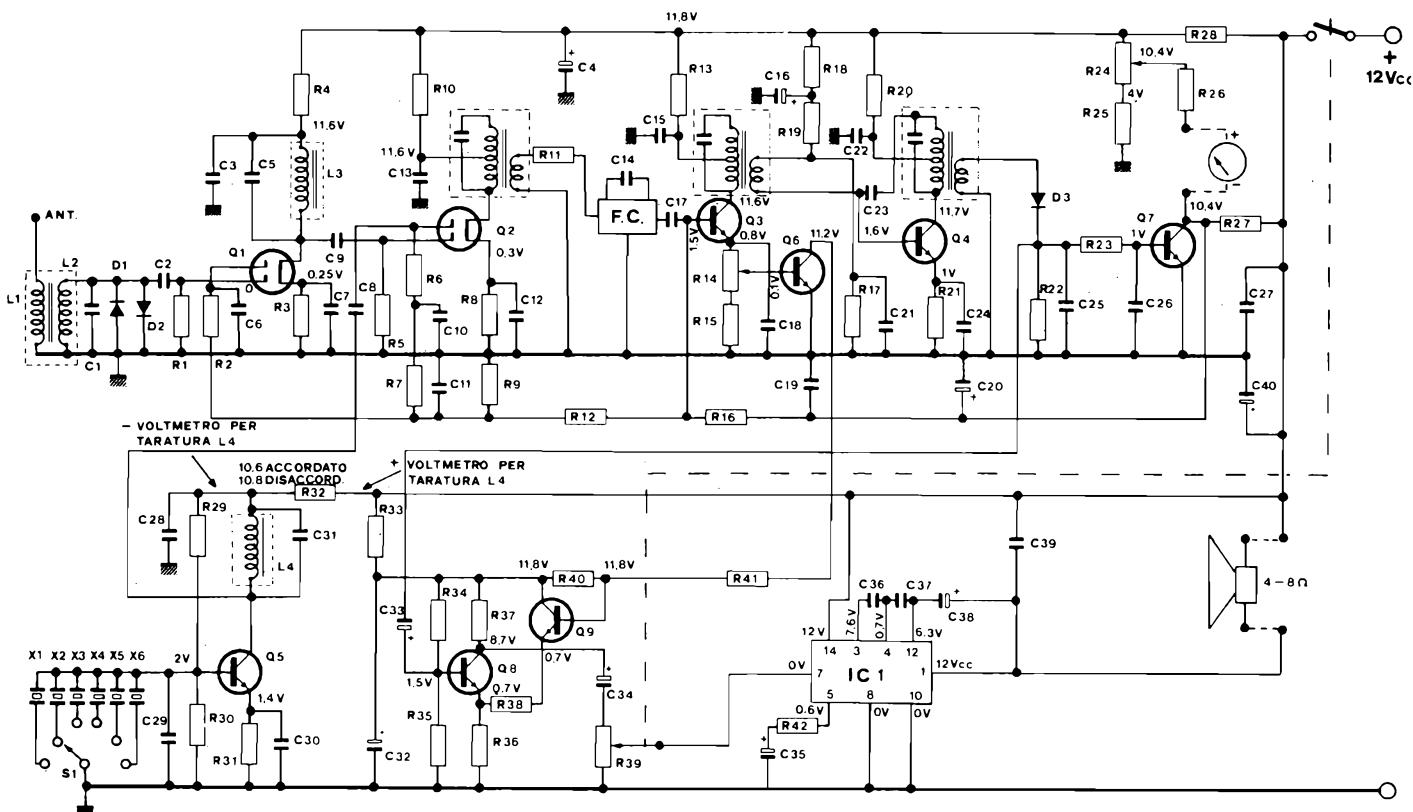 11,8V
R28
+
12Vcc
R4
R10
C4
R13
C16
R18
R20
R24
10,4V
4V
R26
R25
C15
R19
C22
11,6V
C3
C5
L3
11,6V
C13
R11
C14
F.C.
C17
11,6V
Q3
0,8V
1,5V
C23
11,7V
1,6V
Q4
D3
+
-
10,4V
Q7
R27
1V
R23
ANT.
L2
L1
D1
C2
Q1
0
0,25V
C9
Q2
0,3V
Q6
11,2V
D2
C1
R1
R2
C6
R3
C7
C8
R5
R6
C10
R8
C12
R14
0,1V
R15
C18
R17
C21
1V
R21
C24
R22
C25
C26
C27
R7
C11
R9
C19
C20
+
C40
+
R12
R16
- VOLTMETRO PER
TARATURA L4
10.6 ACCORDATO
10.8 DISACCORD.
+ VOLTMETRO PER
TARATURA L4
R32
C28
R29
L4
C31
R33
11,8V
R40
11,8V
R41
C39
4-8Ω
C33
+
R34
R37
Q9
8,7V
0,7V
C36
C37
C38
+
7.6V
0.7V
12V
6.3V
14
3
4
12
0V
7
IC 1
1
12Vcc
5
8
10
0.6V
0V
0V
R42
+
C35
X1
X2
X3
X4
X5
X6
2V
Q5
1,4V
C29
R30
R31
C30
S1
1,5V
Q8
0,7V
R38
+
C34
R35
R36
+
C32
R39